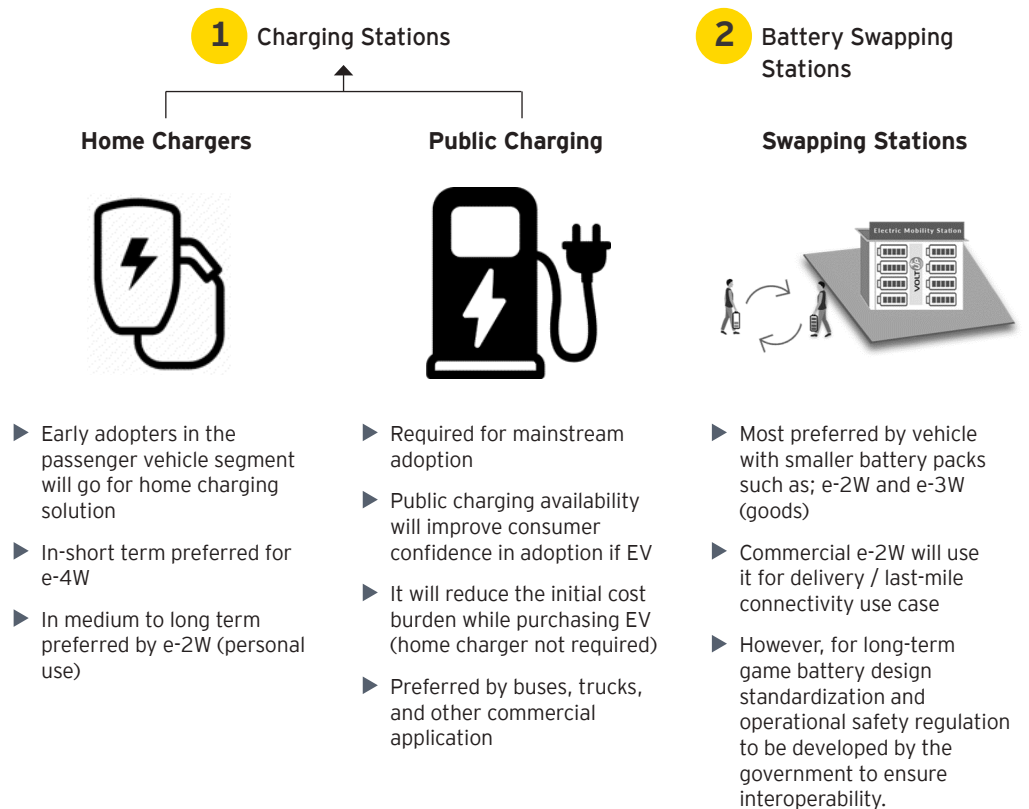 1 Charging Stations
2 Battery Swapping
Stations
Home Chargers
Public Charging
Swapping Stations
Electric Mobility Station
VOLTUP
▶ Early adopters in the
passenger vehicle segment
will go for home charging
solution
▶ In-short term preferred for
e-4W
▶ In medium to long term
preferred by e-2W (personal
use)
▶ Required for mainstream
adoption
▶ Public charging availability
will improve consumer
confidence in adoption if EV
▶ It will reduce the initial cost
burden while purchasing EV
(home charger not required)
▶ Preferred by buses, trucks,
and other commercial
application
▶ Most preferred by vehicle
with smaller battery packs
such as; e-2W and e-3W
(goods)
▶ Commercial e-2W will use
it for delivery / last-mile
connectivity use case
▶ However, for long-term
game battery design
standardization and
operational safety regulation
to be developed by the
government to ensure
interoperability.